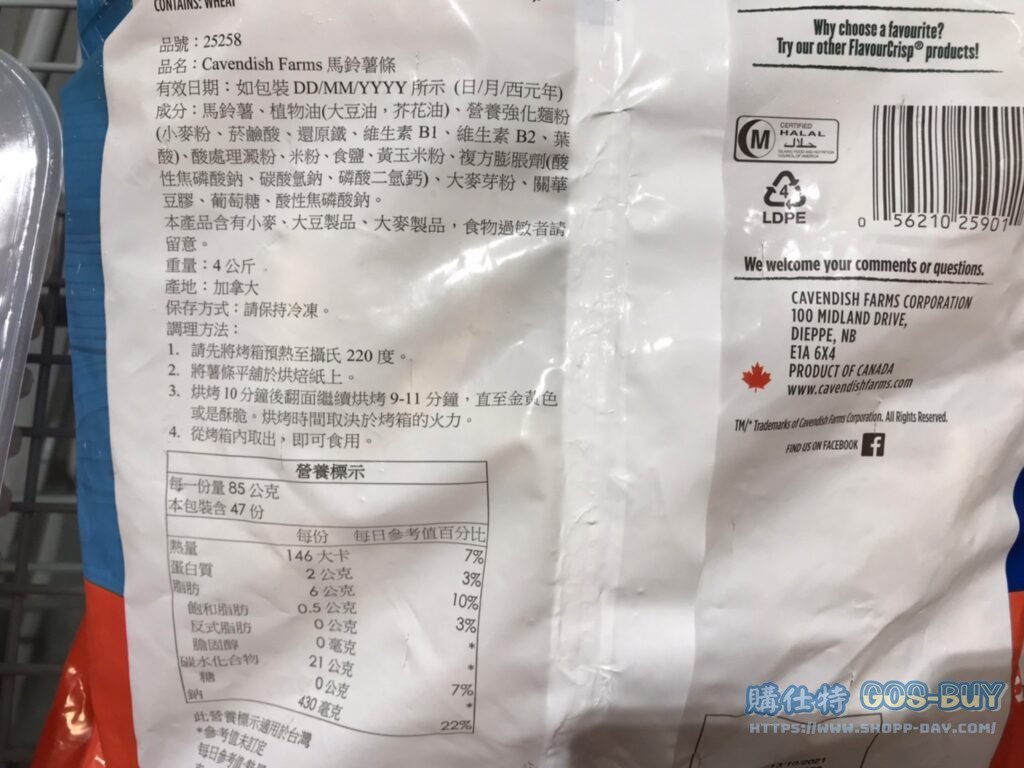 CONTAINS: WHEAT
品號：25258
品名：Cavendish Farms 馬鈴薯條
有效日期：如包裝 DD/MM/YYYY 所示 (日/月/西元年)
成分：馬鈴薯、植物油(大豆油，芥花油)、營養強化麵粉
(小麥粉、菸鹼酸、還原鐵、維生素 B1、維生素 B2、葉
酸)、酸處理澱粉、米粉、食鹽、黃玉米粉、複方膨脹劑(酸
性焦磷酸鈉、碳酸氫鈉、磷酸二氫鈣)、大麥芽粉、關華
豆膠、葡萄糖、酸性焦磷酸鈉。
本產品含有小麥、大豆製品、大麥製品，食物過敏者請
留意。
重量：4 公斤
產地：加拿大
保存方式：請保持冷凍。
調理方法：
1. 請先將烤箱預熱至攝氏 220 度。
2. 將薯條平舖於烘焙紙上。
3. 烘烤 10 分鐘後翻面繼續烘烤 9-11 分鐘，直至金黃色
或是酥脆。烘烤時間取決於烤箱的火力。
4. 從烤箱內取出，即可食用。
營養標示
每一份量 85 公克
本包裝含 47 份
每份 每日參考值百分比
熱量 146 大卡 7%
蛋白質 2 公克 3%
脂肪 6 公克 10%
飽和脂肪 0.5 公克 3%
反式脂肪 0 公克 *
膽固醇 0 毫克 *
碳水化合物 21 公克 7%
糖 0 公克 *
鈉 430 毫克 22%
此營養標示適用於台灣
*參考值未訂定
每日參考值:熱
Why choose a favourite?
Try our other FlavourCrisp® products!
CERTIFIED
M HALAL
حلال
ISLAMIC FOOD AND NUTRITION
COUNCIL OF AMERICA
4
LDPE
0 56210 25901
We welcome your comments or questions.
CAVENDISH FARMS CORPORATION
100 MIDLAND DRIVE,
DIEPPE, NB
E1A 6X4
PRODUCT OF CANADA
www.cavendishfarms.com
TM/* Trademarks of Cavendish Farms Corporation. All Rights Reserved.
FIND US ON FACEBOOK f
購仕特 GOS-BUY
HTTPS://WWW.SHOPP-DAY.COM/